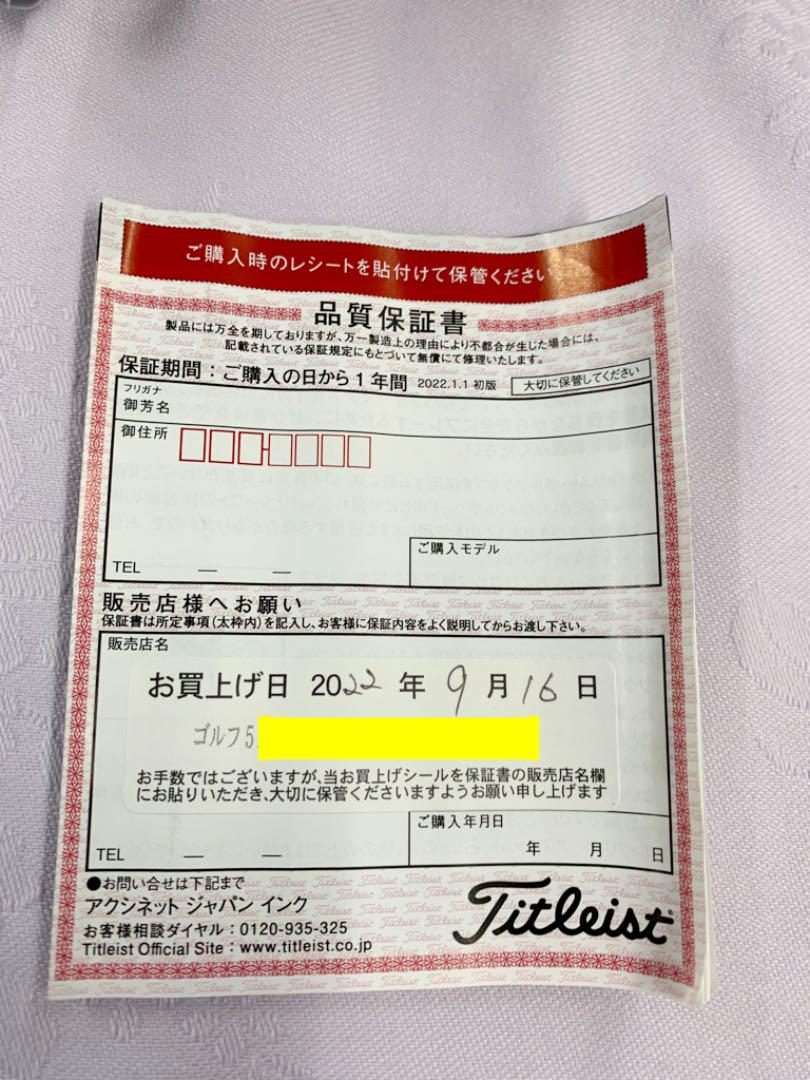 ご購入時のレシートを貼付けて保管ください
品質保証書
製品には万全を期しておりますが、万一製造上の理由により不都合が生じた場合には、
記載されている保証規定にもとづいて無償にて修理いたします。
保証期間：ご購入の日から1年間 2022.1.1 初版 大切に保管してください
フリガナ
御芳名
御住所
ご購入モデル
TEL — —
販売店様へお願い
保証書は所定事項(太枠内)を記入し、お客様に保証内容をよく説明してからお渡し下さい。
販売店名
お買上げ日 2022 年 9 月 16 日
ゴルフ5
お手数ではございますが、当お買上げシールを保証書の販売店名欄
にお貼りいただき、大切に保管くださいますようお願い申し上げます
ご購入年月日
TEL — — 年 月 日
●お問い合せは下記まで
アクシネット ジャパン インク
お客様相談ダイヤル：0120-935-325
Titleist Official Site：www.titleist.co.jp
Titleist